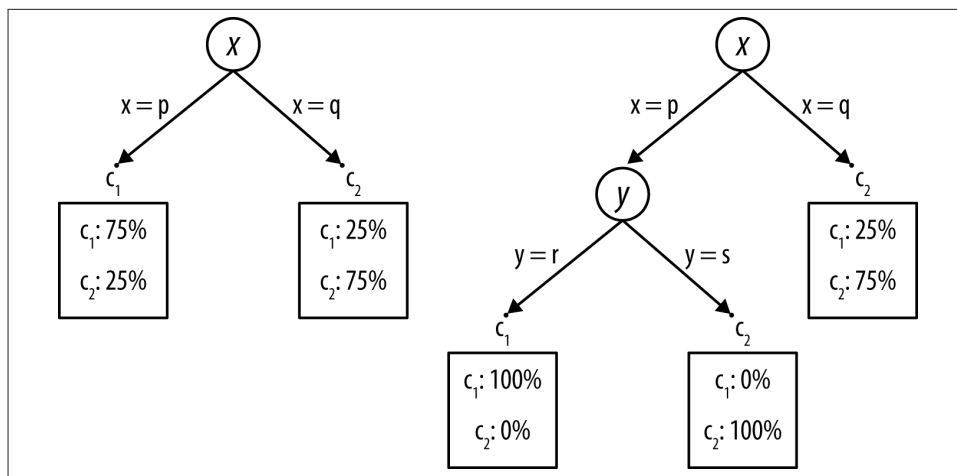 x x
x = p x = q x = p x = q
c₁ c₂ y c₂
c₁: 75% c₁: 25% c₁: 25%
c₂: 25% c₂: 75% y = r y = s c₂: 75%
c₁ c₂
c₁: 100% c₁: 0%
c₂: 0% c₂: 100%